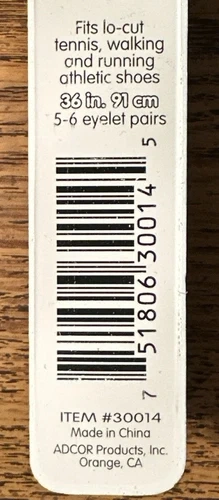 Fits lo-cut
tennis, walking
and running
athletic shoes
36 in. 91 cm
5-6 eyelet pairs
7 51806 30014 5
ITEM #30014
Made in China
ADCOR Products, Inc.
Orange, CA